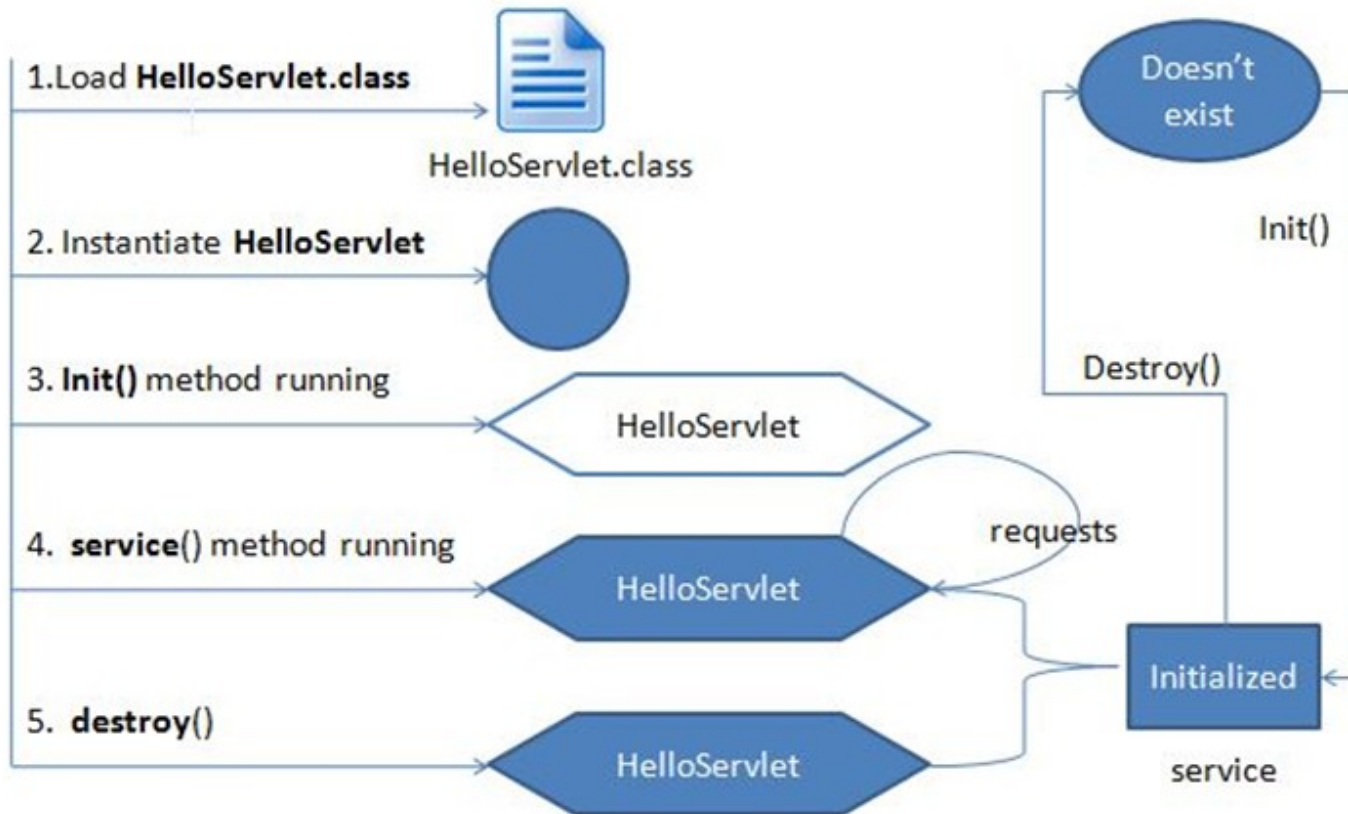 1.Load HelloServlet.class
HelloServlet.class
2. Instantiate HelloServlet
3. Init() method running
HelloServlet
4. service() method running
HelloServlet
requests
5. destroy()
HelloServlet
Doesn't
exist
Init()
Destroy()
Initialized
service